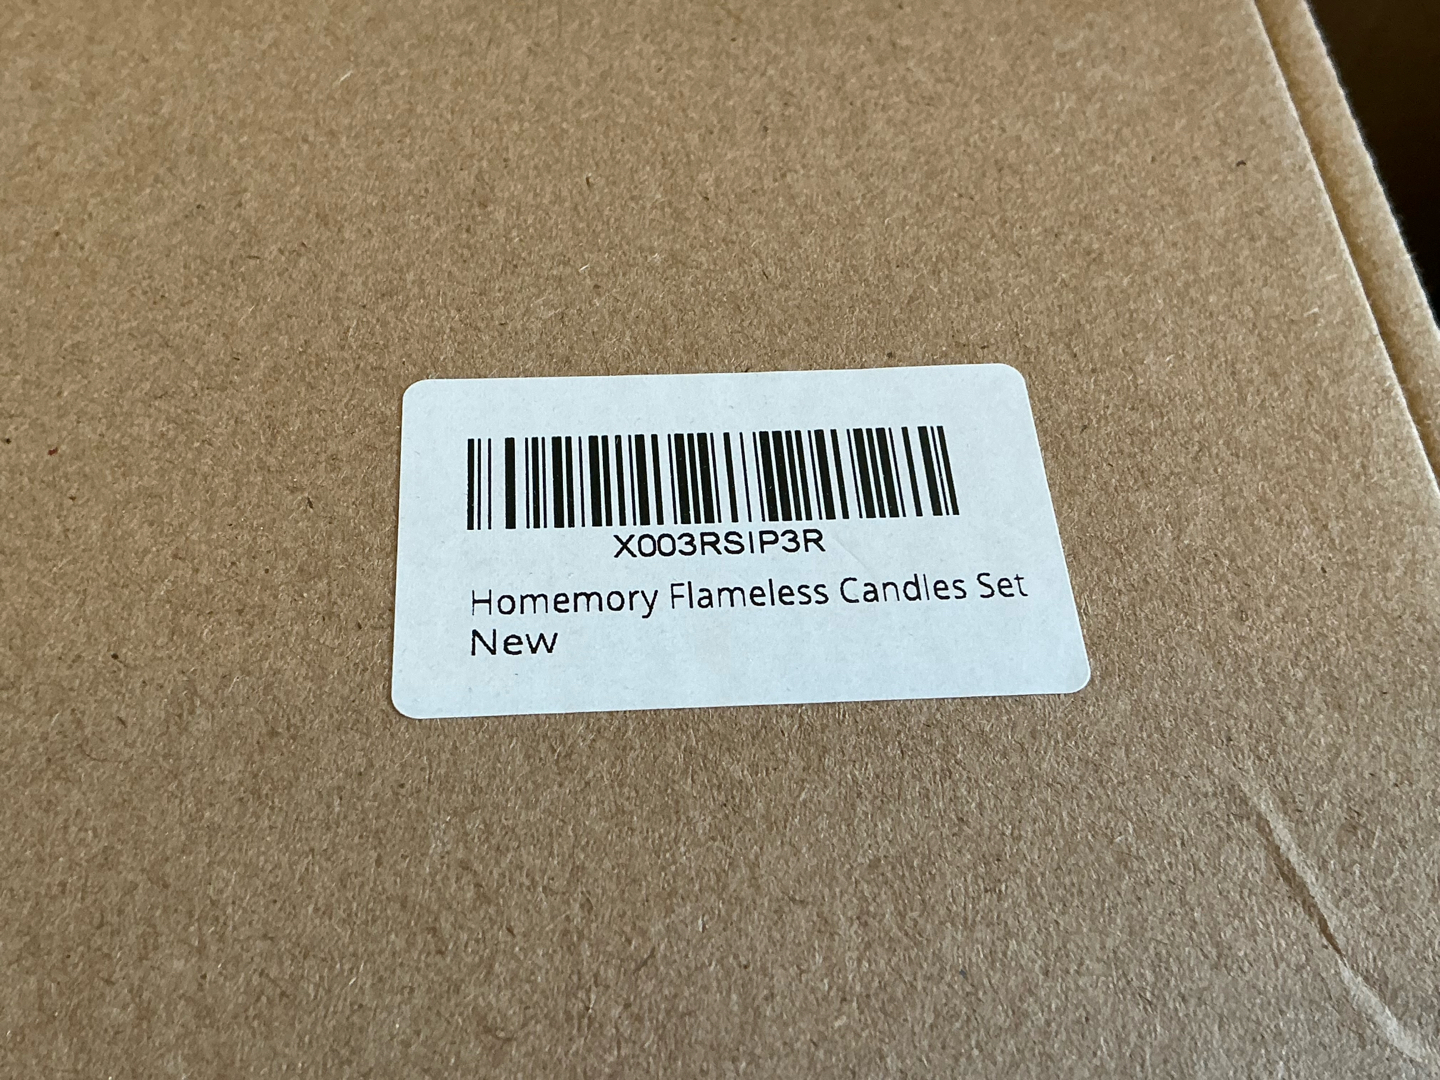 X003RSIP3R
Homemory Flameless Candles Set
New